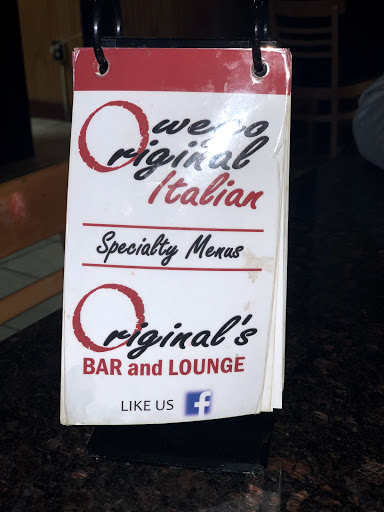 Owego
Original
Italian
Specialty Menus
Original's
BAR and LOUNGE
LIKE US f